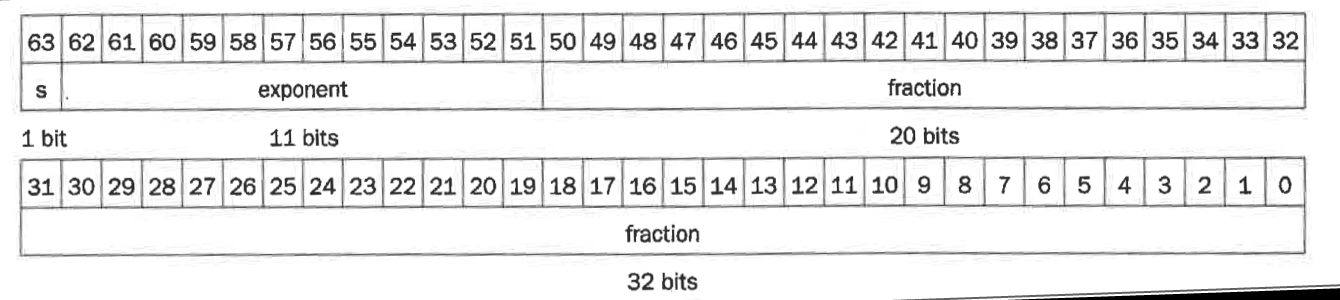 63 62 61 60 59 58 57 56 55 54 53 52 51 50 49 48 47 46 45 44 43 42 41 40 39 38 37 36 35 34 33 32
s exponent fraction
1 bit 11 bits 20 bits
31 30 29 28 27 26 25 24 23 22 21 20 19 18 17 16 15 14 13 12 11 10 9 8 7 6 5 4 3 2 1 0
fraction
32 bits